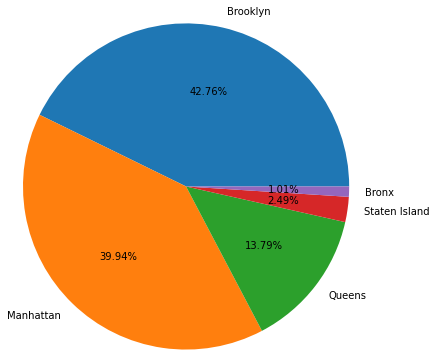 Brooklyn
42.76%
1.01%
Bronx
2.49%
Staten Island
13.79%
39.94%
Queens
Manhattan